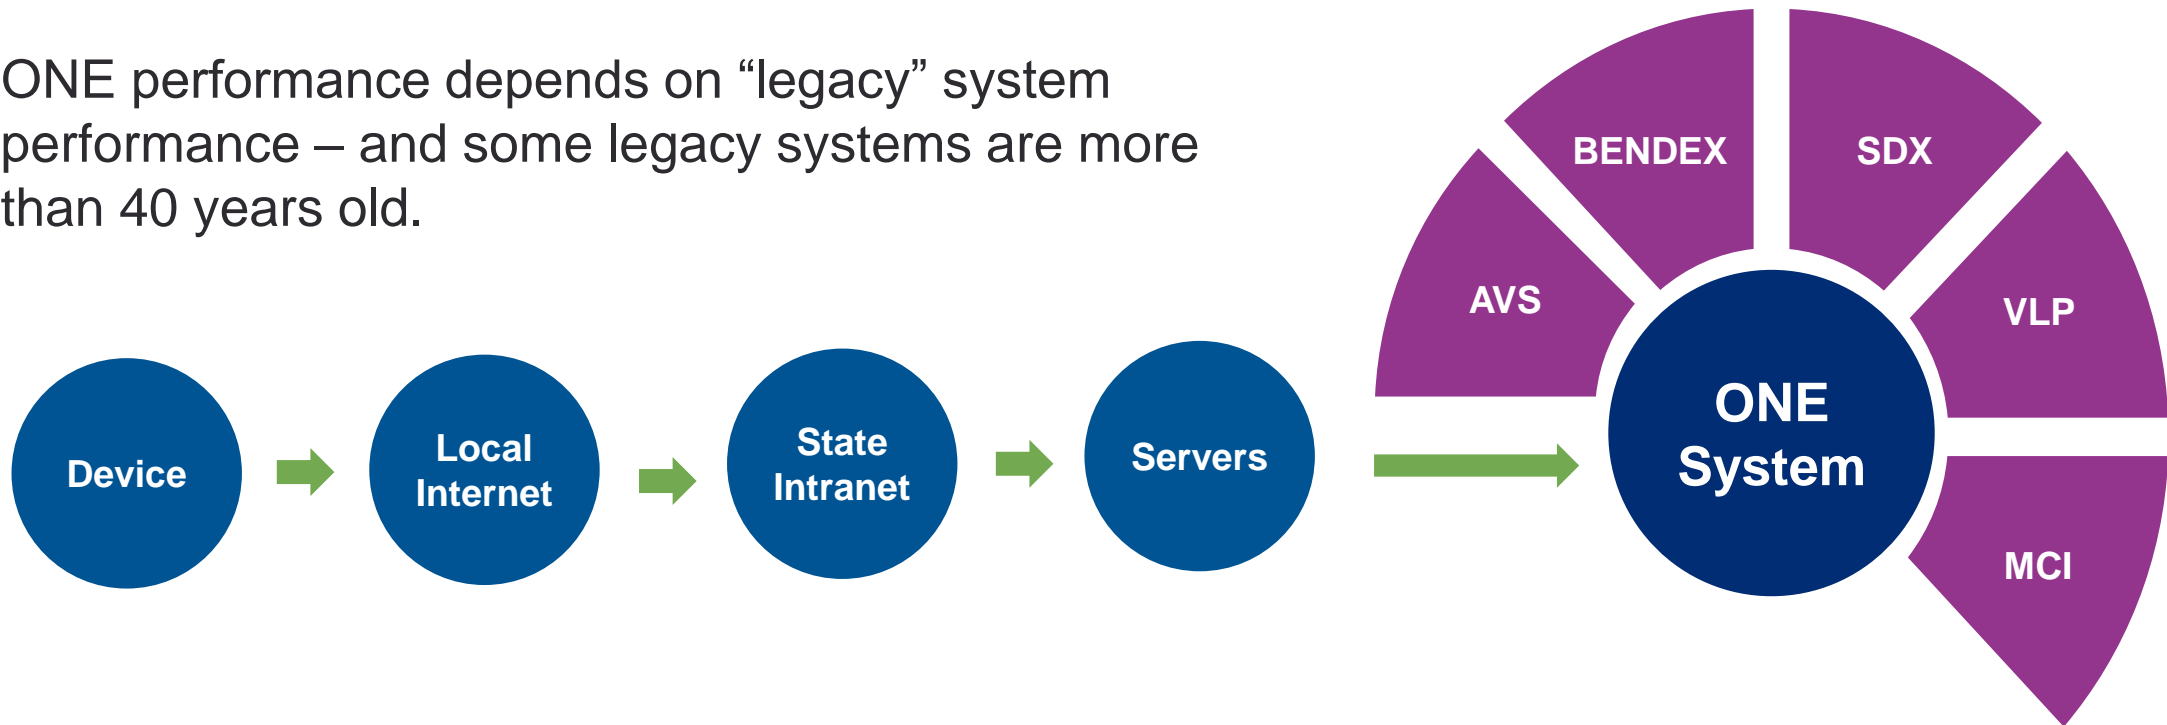 ONE performance depends on “legacy” system
performance – and some legacy systems are more
than 40 years old.
Device
Local
Internet
State
Intranet
Servers
ONE
System
AVS
BENDEX
SDX
VLP
MCI